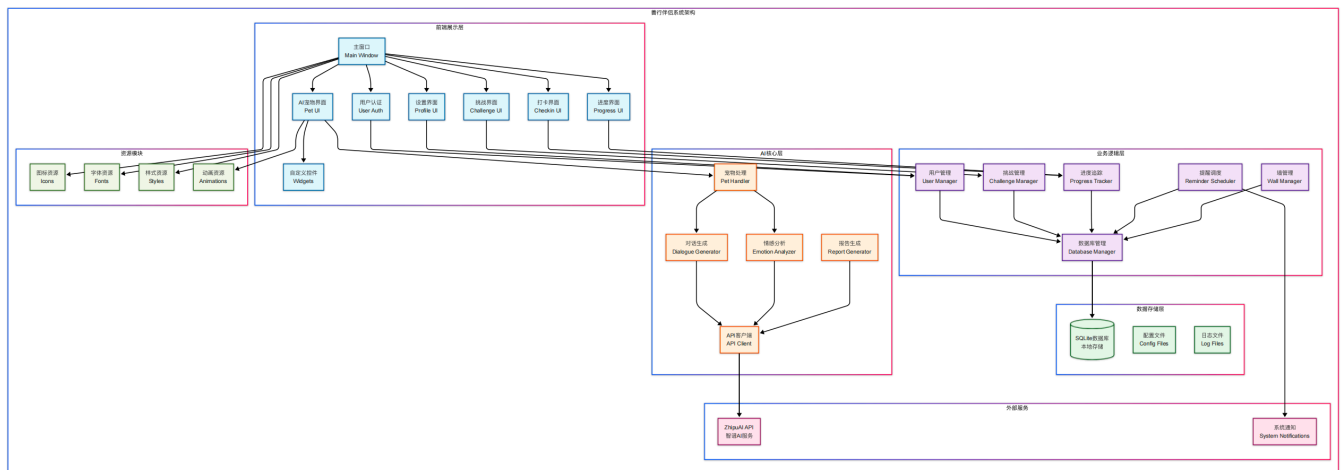 善行伴侣系统架构
前端展示层
主窗口
Main Window
AI宠物界面
Pet UI
用户认证
User Auth
设置界面
Profile UI
挑战界面
Challenge UI
打卡界面
Checkin UI
进展界面
Progress UI
自定义控件
Widgets
资源模块
图标资源
Icons
字体资源
Fonts
样式资源
Styles
动画资源
Animations
AI核心层
宠物处理
Pet Handler
对话生成
Dialogue Generator
情感分析
Emotion Analyzer
报告生成
Report Generator
API客户端
API Client
业务逻辑层
用户管理
User Manager
挑战管理
Challenge Manager
进度追踪
Progress Tracker
提醒调度
Reminder Scheduler
墙管理
Wall Manager
数据库管理
Database Manager
数据存储层
SQLite数据库
本地存储
配置文件
Config Files
日志文件
Log Files
外部服务
ZhipuAI API
智谱AI服务
系统通知
System Notifications